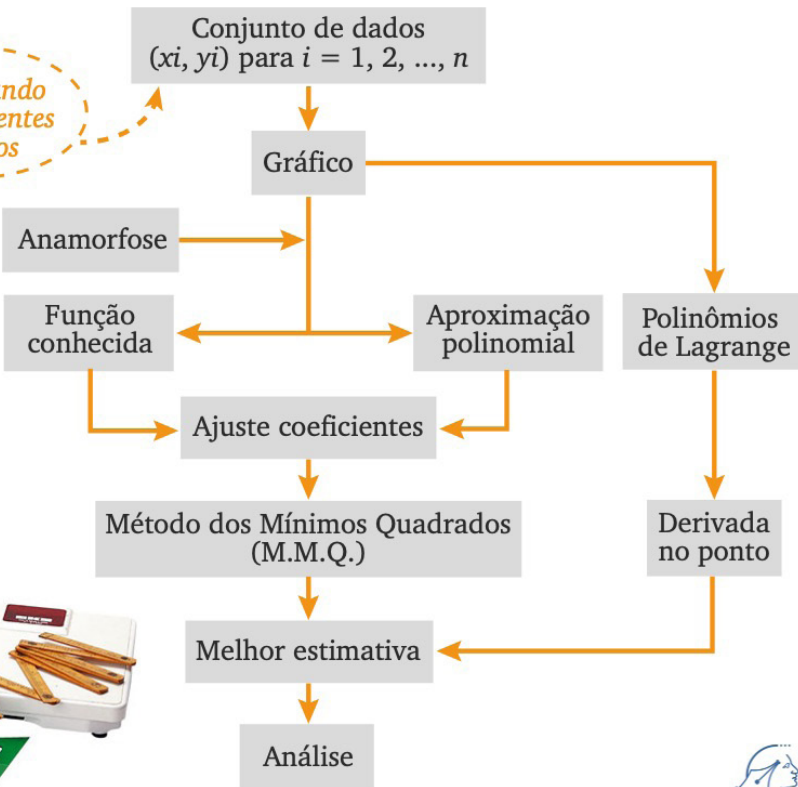 Conjunto de dados
(xi, yi) para i = 1, 2, ..., n
Gráfico
Anamorfose
Função
conhecida
Aproximação
polinomial
Polinômios
de Lagrange
Ajuste coeficientes
Método dos Mínimos Quadrados
(M.M.Q.)
Derivada
no ponto
Melhor estimativa
Análise